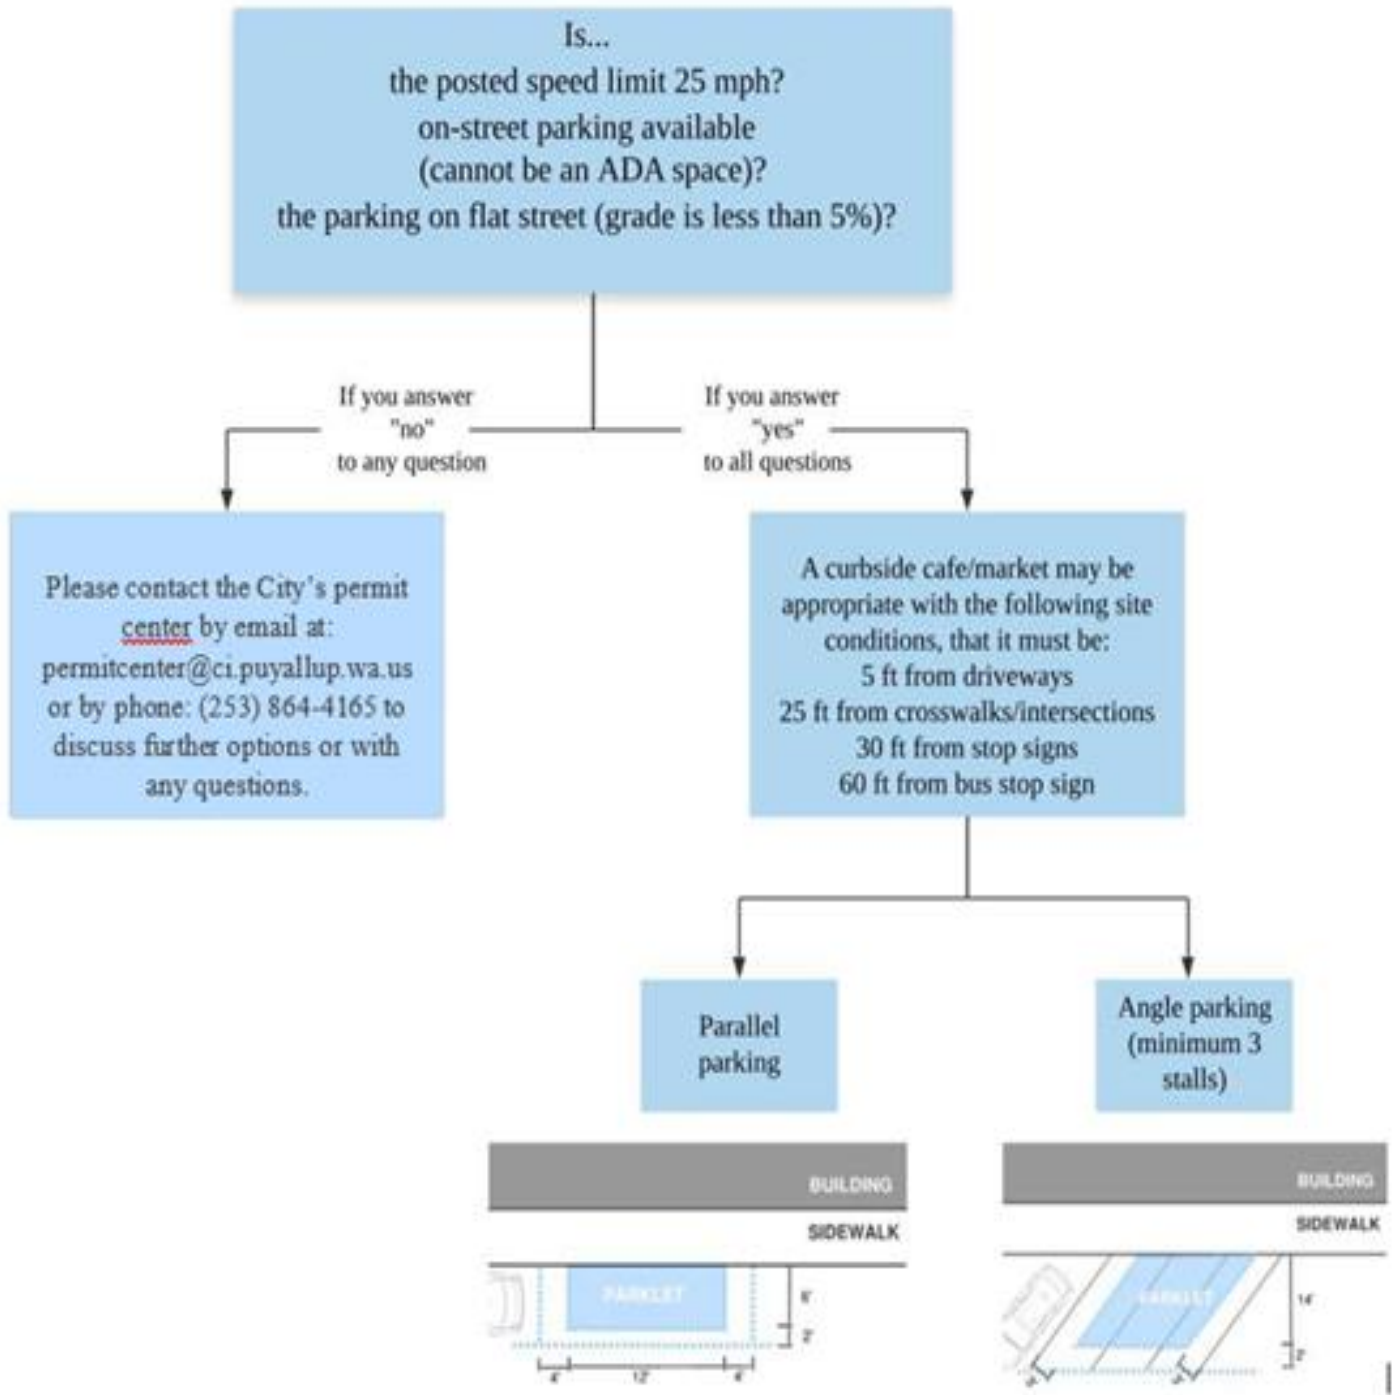 Is...
the posted speed limit 25 mph?
on-street parking available
(cannot be an ADA space)?
the parking on flat street (grade is less than 5%)?
If you answer
"no"
to any question
If you answer
"yes"
to all questions
Please contact the City's permit
center by email at:
permitcenter@ci.puyallup.wa.us
or by phone: (253) 864-4165 to
discuss further options or with
any questions.
A curbside cafe/market may be
appropriate with the following site
conditions, that it must be:
5 ft from driveways
25 ft from crosswalks/intersections
30 ft from stop signs
60 ft from bus stop sign
Parallel
parking
Angle parking
(minimum 3
stalls)
BUILDING
SIDEWALK
PARKLET
2'
4'
12'
4'
BUILDING
SIDEWALK
PARKLET
14'
2'